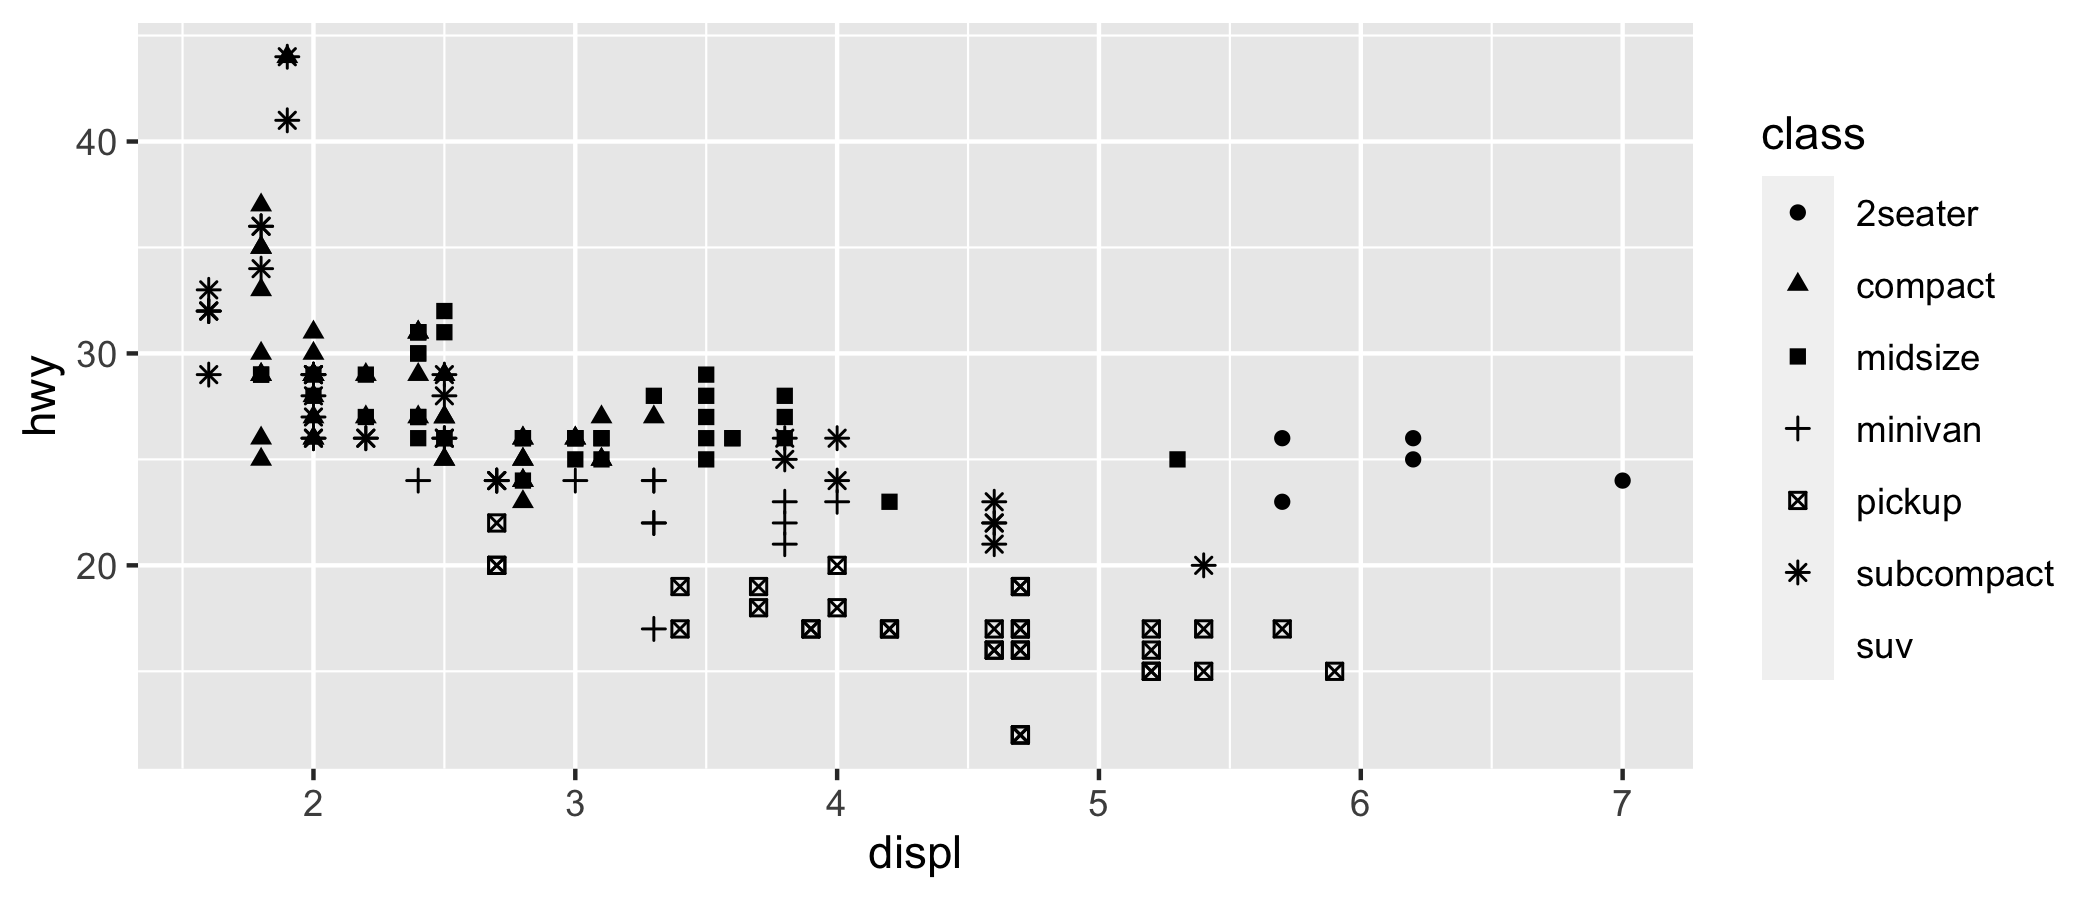 40
30
20
hwy
2 3 4 5 6 7
displ
class
2seater
compact
midsize
minivan
pickup
subcompact
suv